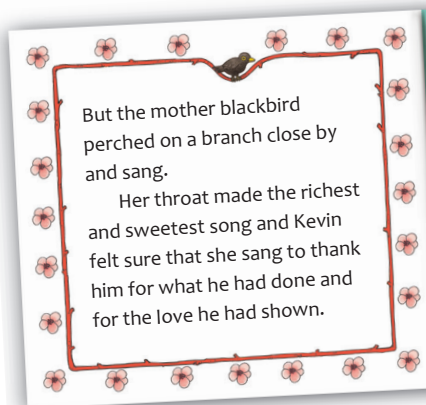 But the mother blackbird
perched on a branch close by
and sang.
Her throat made the richest
and sweetest song and Kevin
felt sure that she sang to thank
him for what he had done and
for the love he had shown.